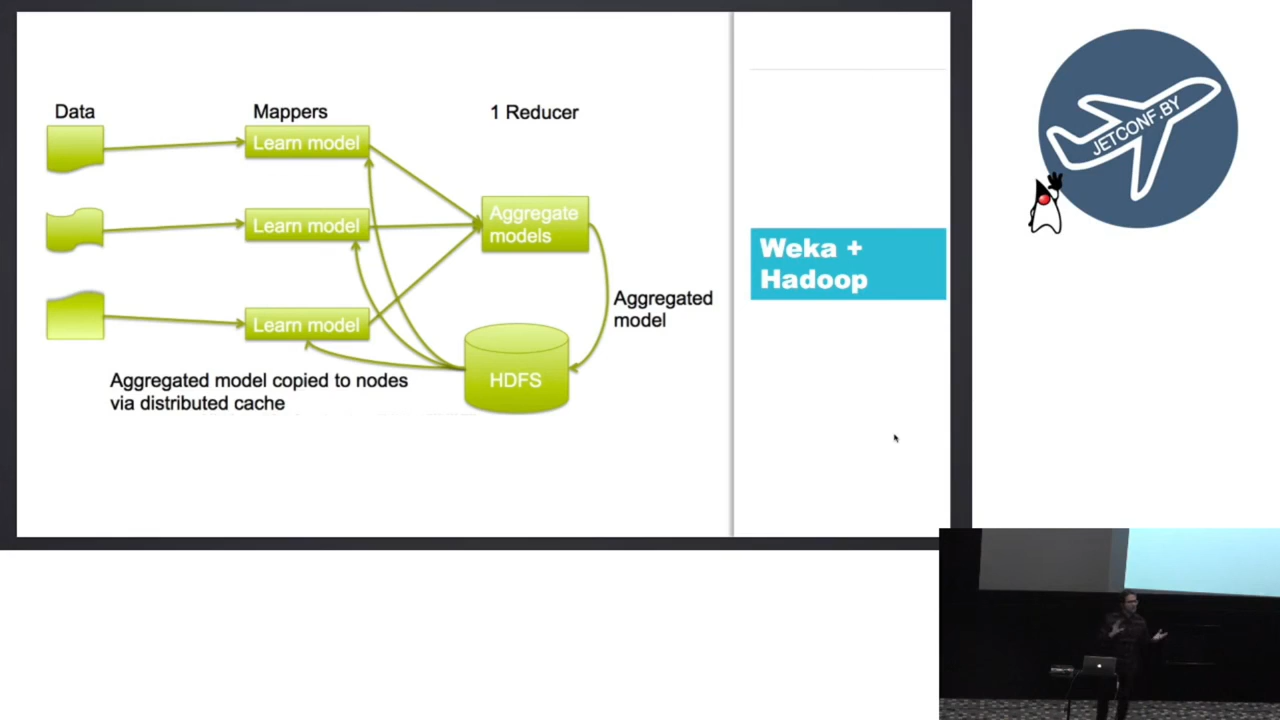 Data
Mappers
1 Reducer
Learn model
Learn model
Learn model
Aggregate
models
Aggregated
model
HDFS
Aggregated model copied to nodes
via distributed cache
Weka +
Hadoop
JETCONF.BY